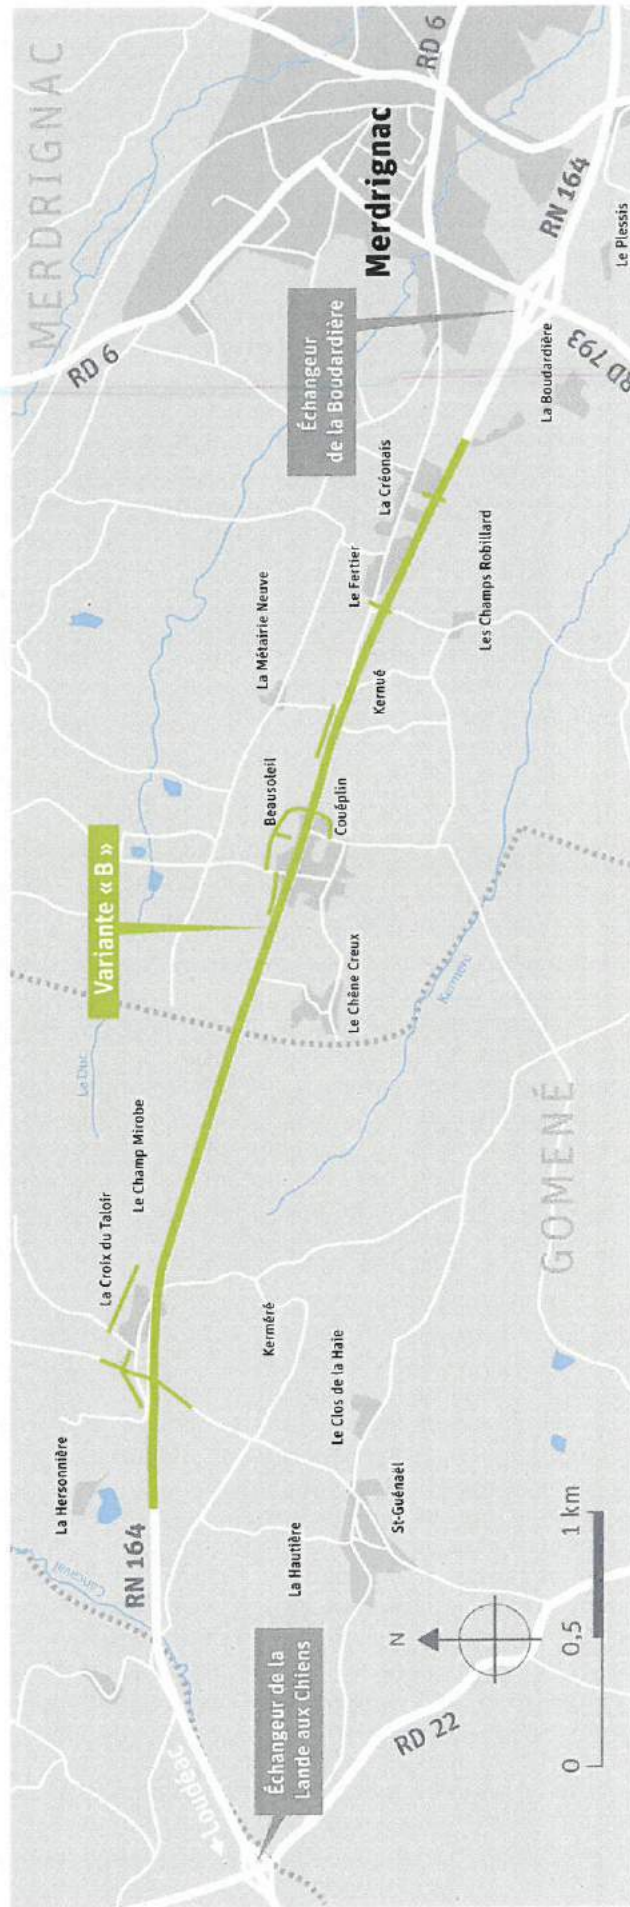 MERDRIGNAC
RD 6
RD 6
Merdrignac
Échangeur
de la Boudardière
RN 164
Le Plessis
La Boudardière
RD 793
La Créonais
Le Fertier
Les Champs Robillard
La Métairie Neuve
Kernué
Beausoleil
Couéplin
Variante « B »
Le Chêne Creux
Le Duc
Kerméré
Le Champ Mirobe
La Croix du Taloir
GOMENÉ
Kerméré
Le Clos de la Haie
La Hersonnière
St-Guénaël
La Hautière
RN 164
Cancaval
Échangeur de la
Lande aux Chiens
Loudéac
RD 22
N
0 0,5 1 km